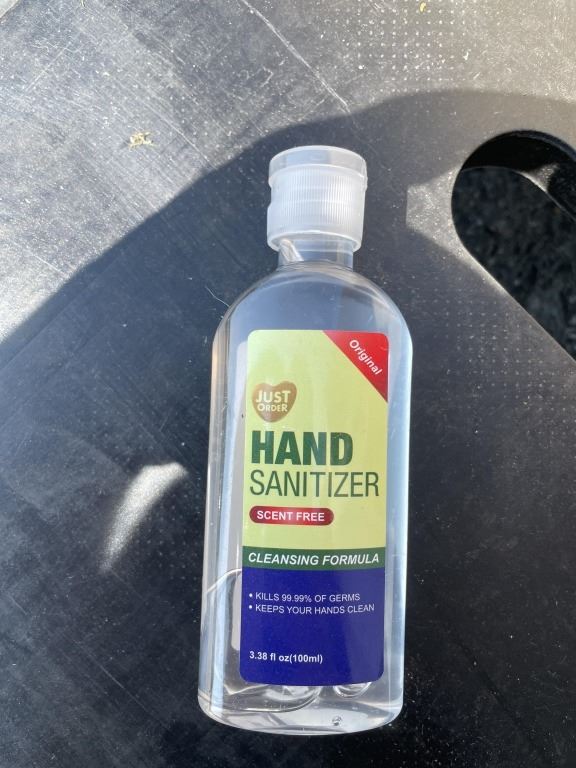 Original
JUST
ORDER
HAND
SANITIZER
SCENT FREE
CLEANSING FORMULA
• KILLS 99.99% OF GERMS
• KEEPS YOUR HANDS CLEAN
3.38 fl oz(100ml)